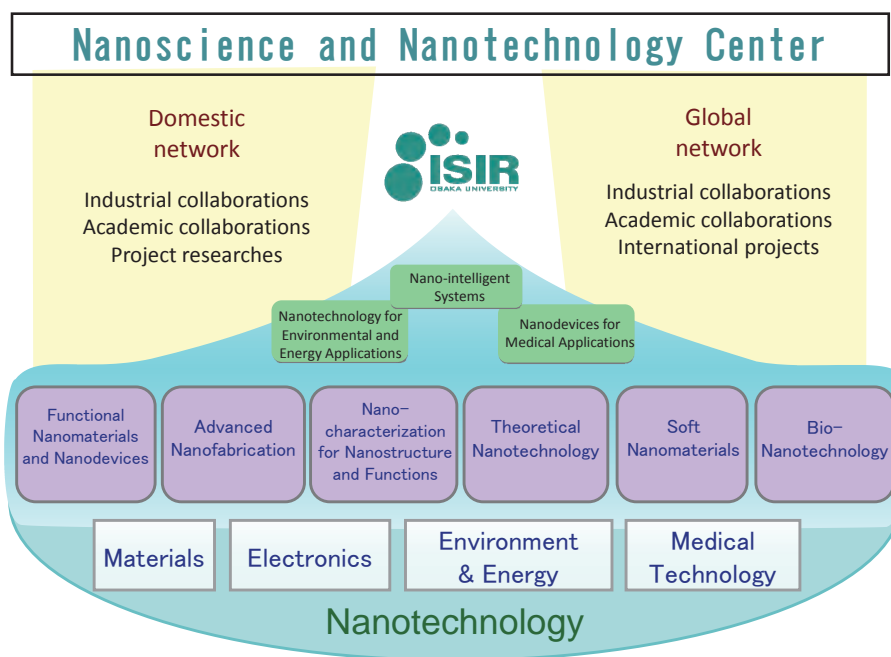 Nanoscience and Nanotechnology Center
Domestic
network
Industrial collaborations
Academic collaborations
Project researches
ISIR
OSAKA UNIVERSITY
Global
network
Industrial collaborations
Academic collaborations
International projects
Nano-intelligent
Systems
Nanotechnology for
Environmental and
Energy Applications
Nanodevices for
Medical Applications
Functional
Nanomaterials
and Nanodevices
Advanced
Nanofabrication
Nano-
characterization
for Nanostructure
and Functions
Theoretical
Nanotechnology
Soft
Nanomaterials
Bio-
Nanotechnology
Materials
Electronics
Environment
& Energy
Medical
Technology
Nanotechnology